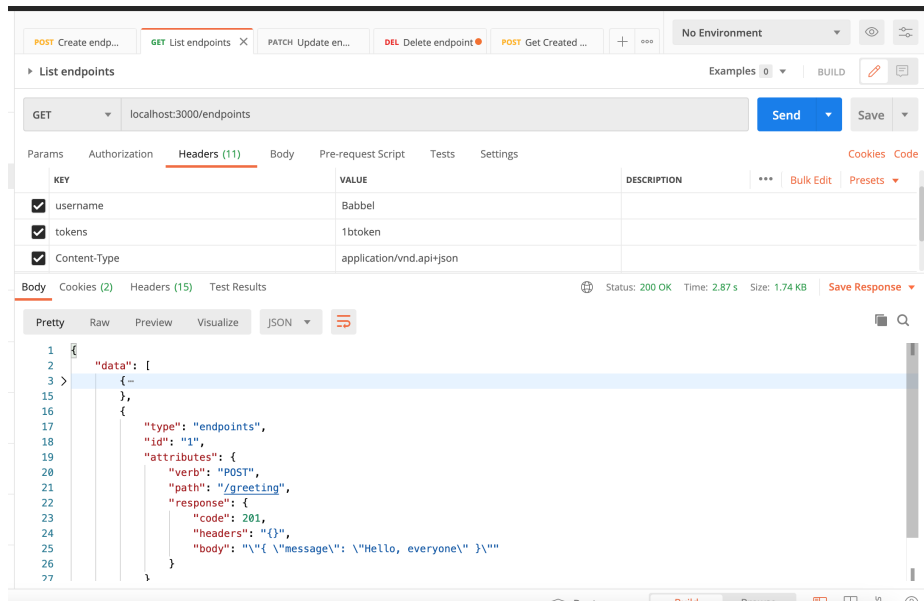 POST Create endp... GET List endpoints × PATCH Update en... DEL Delete endpoint POST Get Created ... + ooo No Environment
List endpoints Examples 0 BUILD
GET localhost:3000/endpoints Send Save
Params Authorization Headers (11) Body Pre-request Script Tests Settings Cookies Code
KEY VALUE DESCRIPTION ••• Bulk Edit Presets
username Babbel
tokens 1btoken
Content-Type application/vnd.api+json
Body Cookies (2) Headers (15) Test Results Status: 200 OK Time: 2.87 s Size: 1.74 KB Save Response
Pretty Raw Preview Visualize JSON
1 {
2 "data": [
3 > {
15 },
16 {
17 "type": "endpoints",
18 "id": "1",
19 "attributes": {
20 "verb": "POST",
21 "path": "/greeting",
22 "response": {
23 "code": 201,
24 "headers": "{}",
25 "body": "\"{ \"message\": \"Hello, everyone\" }\""
26 }
27 }